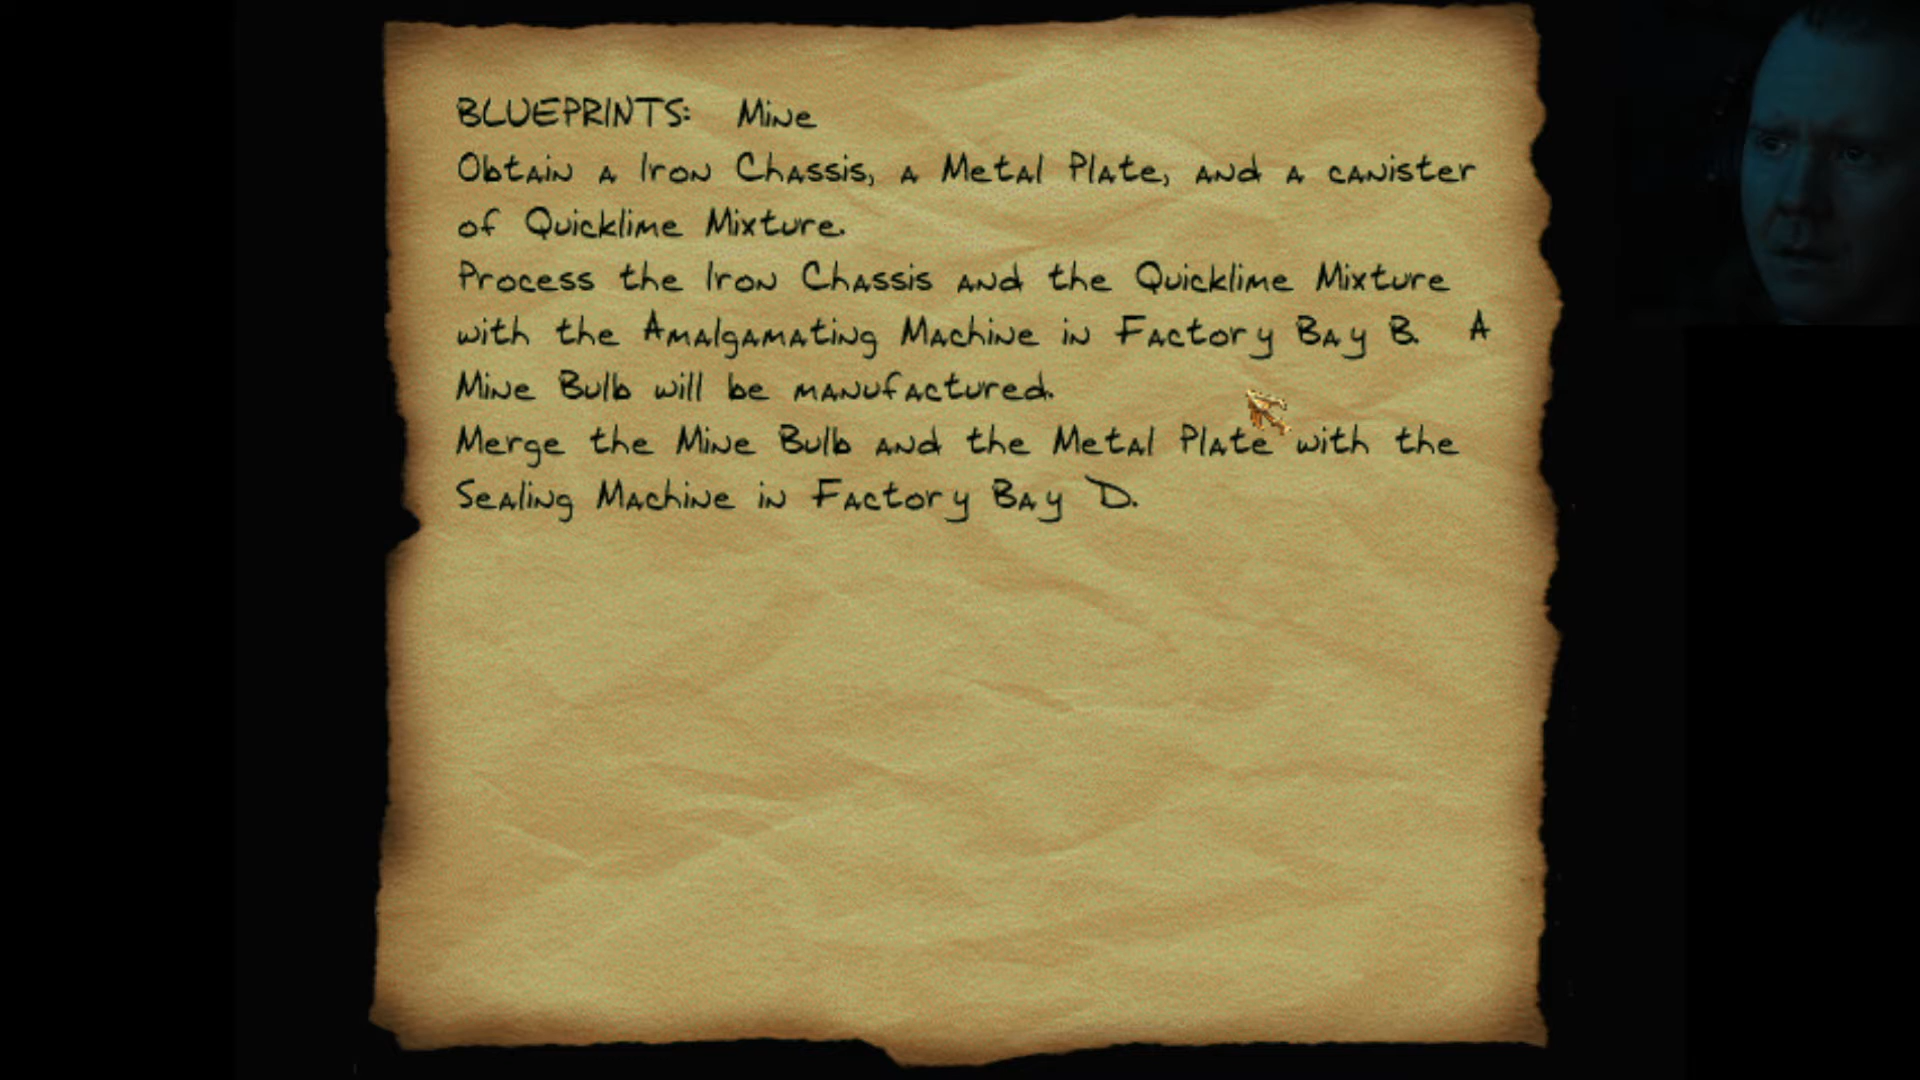 BLUEPRINTS: Mine
Obtain a Iron Chassis, a Metal Plate, and a canister
of Quicklime Mixture.
Process the Iron Chassis and the Quicklime Mixture
with the Amalgamating Machine in Factory Bay B. A
Mine Bulb will be manufactured.
Merge the Mine Bulb and the Metal Plate with the
Sealing Machine in Factory Bay D.